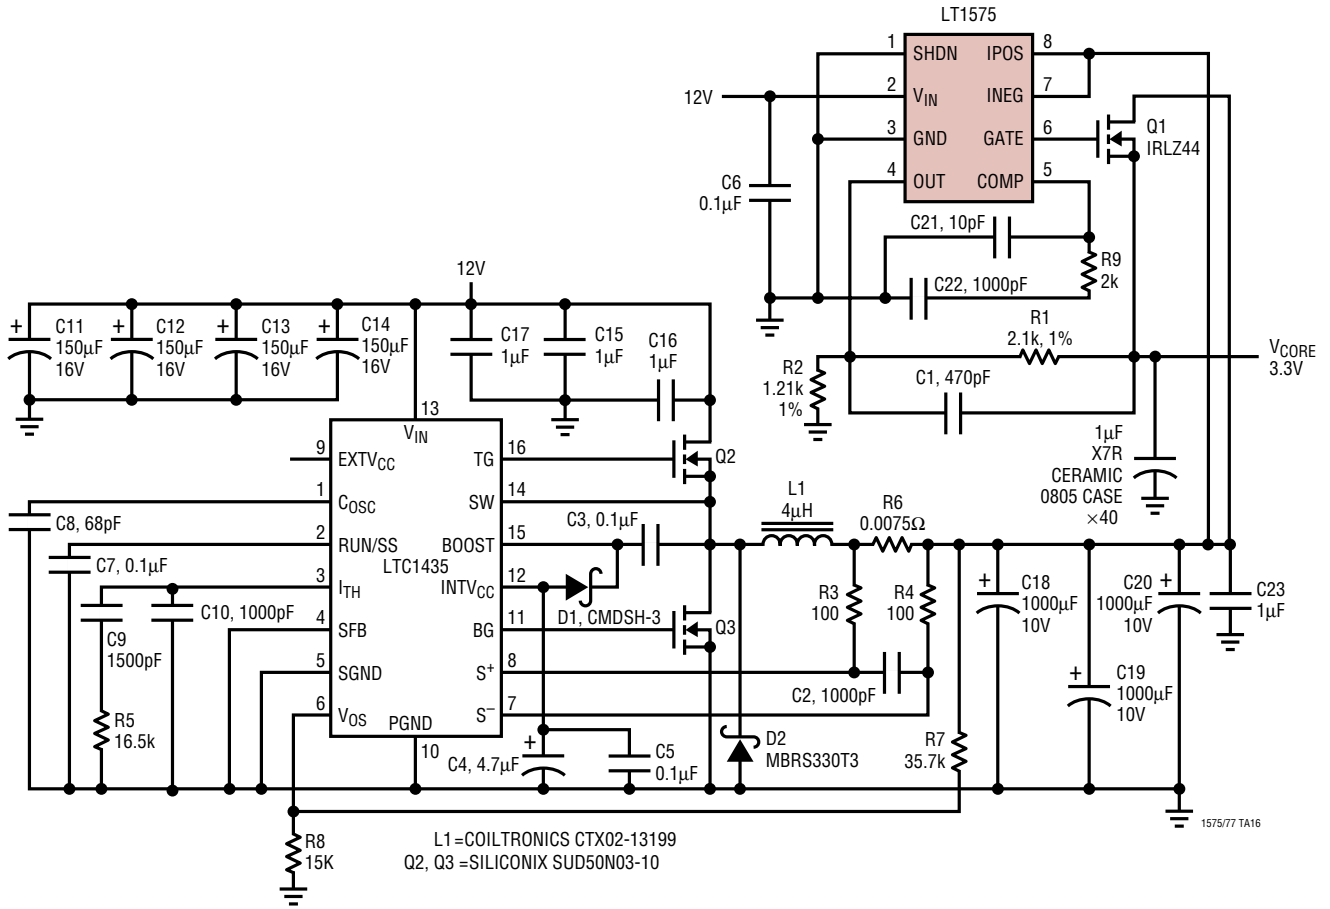 LT1575
1 SHDN IPOS 8
12V 2 VIN INEG 7
3 GND GATE 6
4 OUT COMP 5
Q1
IRLZ44
C6
0.1µF
C21, 10pF
R9
2k
C22, 1000pF
R1
2.1k, 1%
R2
1.21k
1%
C1, 470pF
VCORE
3.3V
1µF
X7R
CERAMIC
0805 CASE
×40
12V
+ C11
150µF
16V
+ C12
150µF
16V
+ C13
150µF
16V
+ C14
150µF
16V
C17
1µF
C15
1µF
C16
1µF
13
VIN
9 EXTVCC TG 16
Q2
1 COSC SW 14
C8, 68pF
2 RUN/SS BOOST 15
C7, 0.1µF
LTC1435
3 ITH INTVCC 12
C10, 1000pF
C9
1500pF
4 SFB BG 11
Q3
5 SGND S+ 8
6 VOS S– 7
PGND
10
R5
16.5k
C3, 0.1µF
D1, CMDSH-3
L1
4µH
R6
0.0075Ω
R3
100
R4
100
C2, 1000pF
+
C4, 4.7µF
C5
0.1µF
D2
MBRS330T3
R7
35.7k
+ C18
1000µF
10V
+ C19
1000µF
10V
C20 +
1000µF
10V
C23
1µF
R8
15K
L1=COILTRONICS CTX02-13199
Q2, Q3 =SILICONIX SUD50N03-10
1575/77 TA16